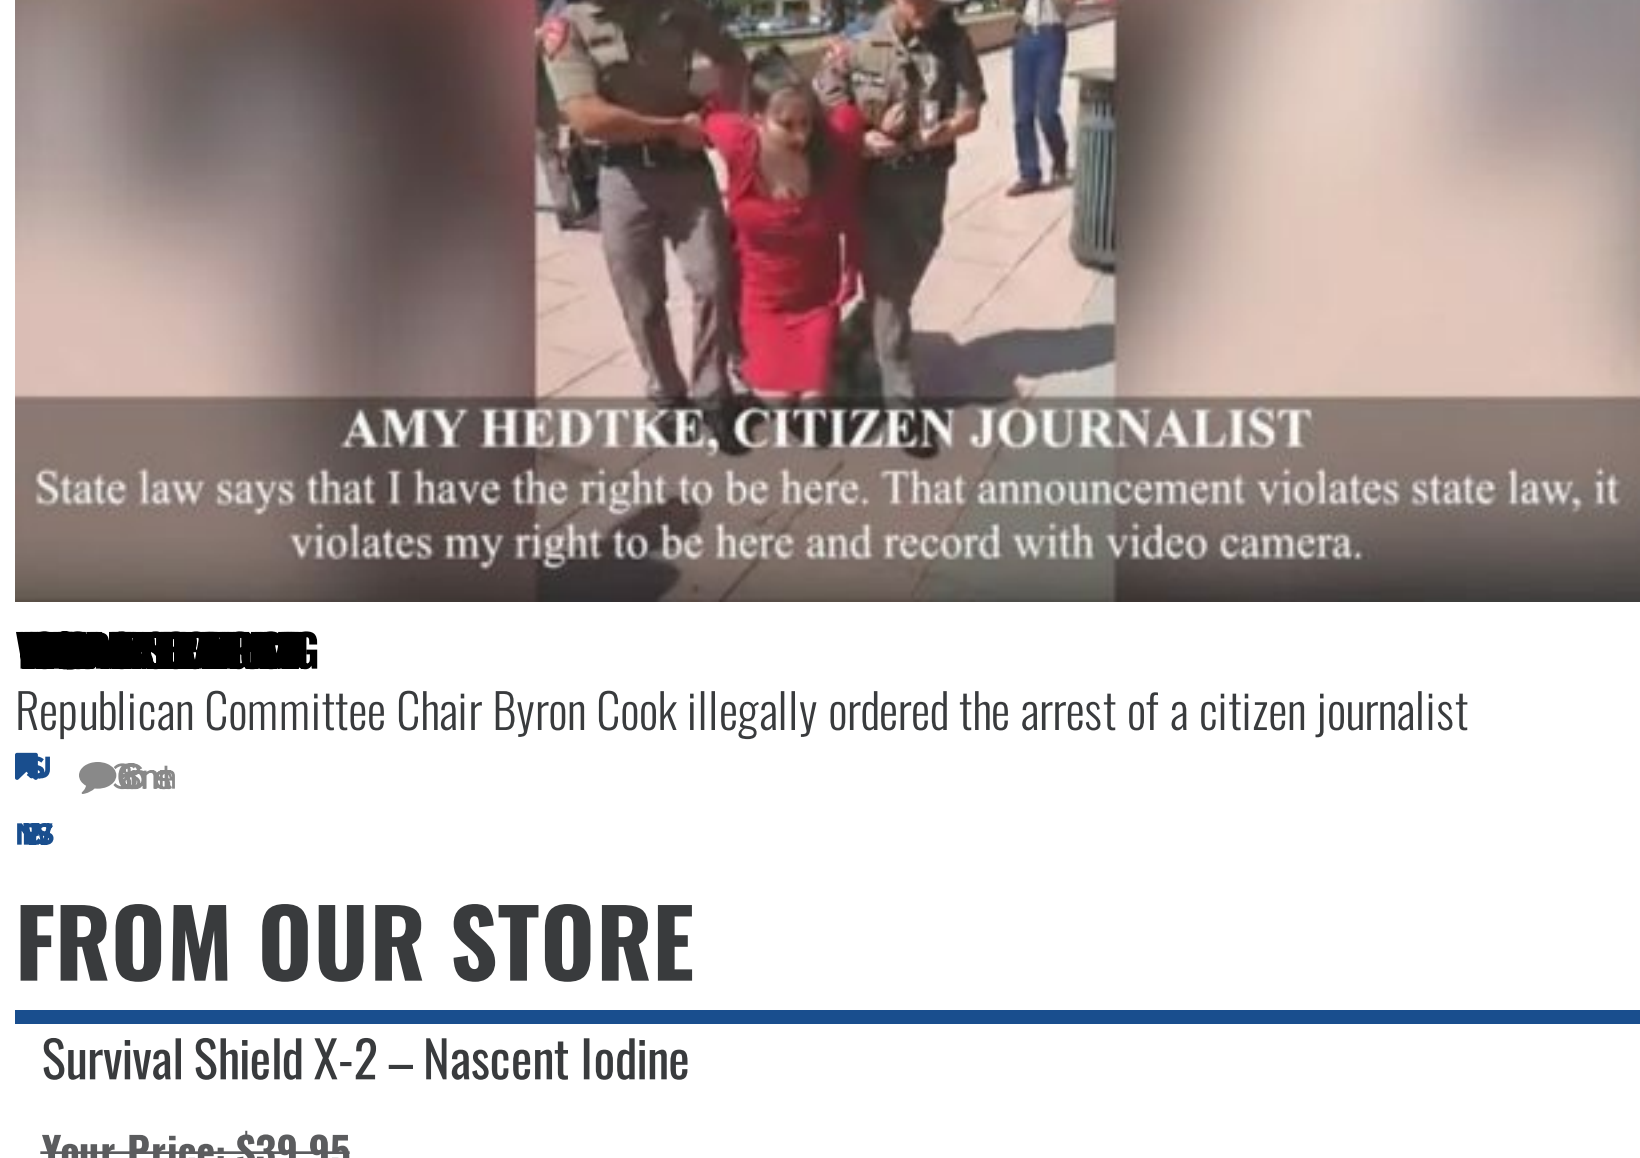 AMY HEDTKE, CITIZEN JOURNALIST
State law says that I have the right to be here. That announcement violates state law, it
violates my right to be here and record with video camera.
Republican Committee Chair Byron Cook illegally ordered the arrest of a citizen journalist
FROM OUR STORE
Survival Shield X-2 – Nascent Iodine
Your Price: $39.95